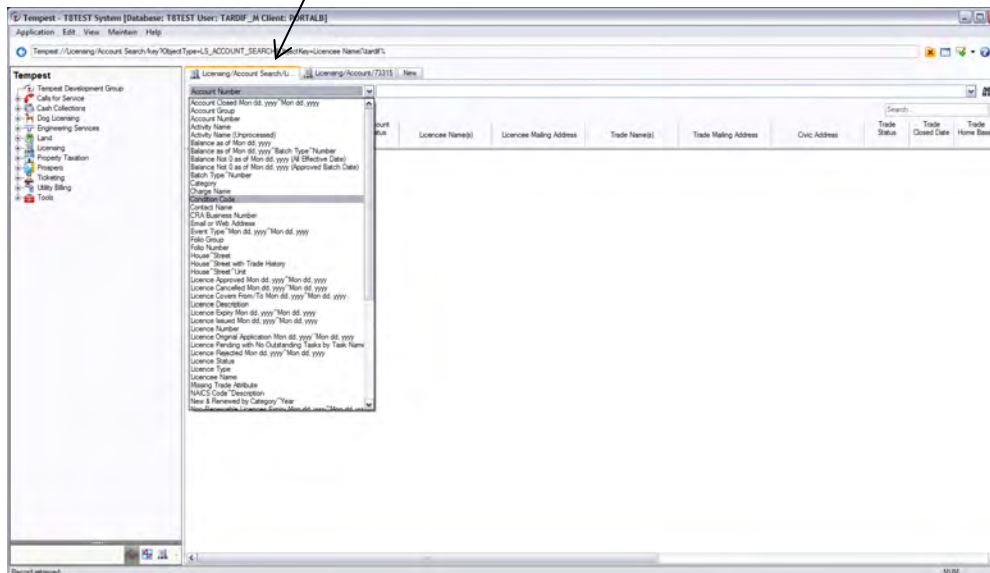 Tempest - TBTEST System [Database: TBTEST User: TARDIF_M Client: PORTALB]
Application Edit View Maintain Help
Tempest
Licensing/Account Search/Li... Licensing/Account/73315 New
Tempest Development Group
Calls for Service
Cash Collections
Dog Licensing
Engineering Services
Land
Licensing
Property Taxation
Prospero
Ticketing
Utility Billing
Tools
Account Number
Search...
Licencee Name(s) Licencee Mailing Address Trade Name(s) Trade Mailing Address Civic Address Trade Status Trade Closed Date Trade Home Base
Account Closed Mon dd, yyyy~Mon dd, yyyy
Account Group
Account Number
Activity Name
Activity Name (Unprocessed)
Balance as of Mon dd, yyyy
Balance as of Mon dd, yyyy~Batch Type~Number
Balance Not 0 as of Mon dd, yyyy (All Effective Date)
Balance Not 0 as of Mon dd, yyyy (Approved Batch Date)
Batch Type~Number
Category
Charge Name
Condition Code
Contact Name
CRA Business Number
Email or Web Address
Event Type~Mon dd, yyyy~Mon dd, yyyy
Folio Group
Folio Number
House~Street
House~Street with Trade History
House~Street~Unit
Licence Approved Mon dd, yyyy~Mon dd, yyyy
Licence Cancelled Mon dd, yyyy~Mon dd, yyyy
Licence Covers From/To Mon dd, yyyy~Mon dd, yyyy
Licence Description
Licence Expiry Mon dd, yyyy~Mon dd, yyyy
Licence Issued Mon dd, yyyy~Mon dd, yyyy
Licence Number
Licence Original Application Mon dd, yyyy~Mon dd, yyyy
Licence Pending with No Outstanding Tasks by Task Name
Licence Rejected Mon dd, yyyy~Mon dd, yyyy
Licence Status
Licence Type
Licencee Name
Missing Trade Attribute
NAICS Code~Description
New & Renewed by Category~Year
Record retrieved
NUM